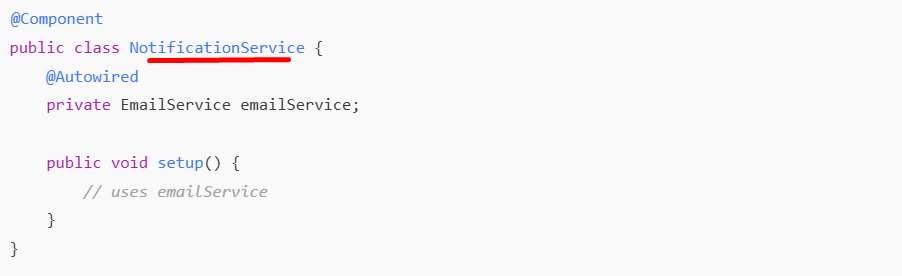 @Component
public class NotificationService {
    @Autowired
    private EmailService emailService;

    public void setup() {
        // uses emailService
    }
}